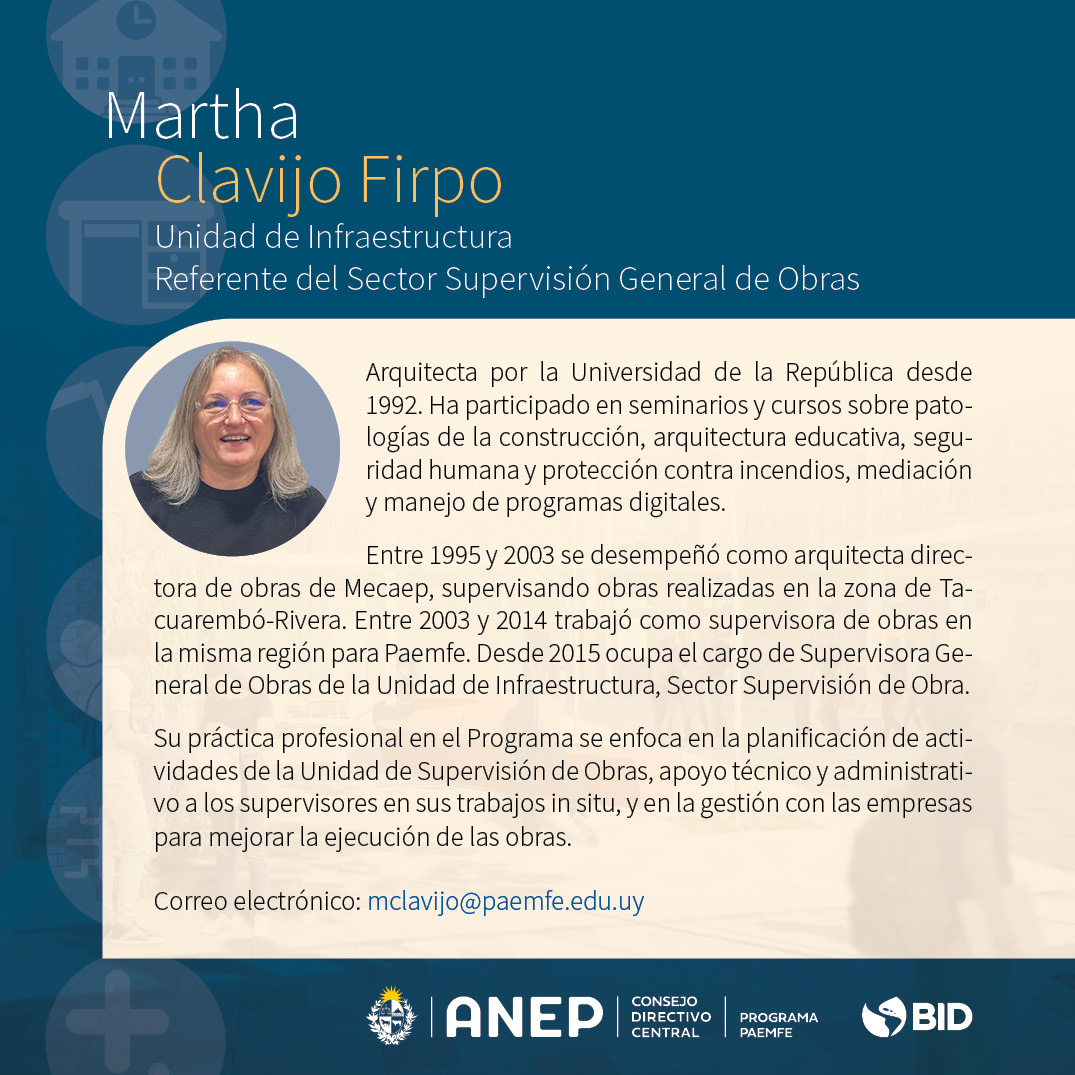 Martha
Clavijo Firpo
Unidad de Infraestructura
Referente del Sector Supervisión General de Obras
Arquitecta por la Universidad de la República desde
1992. Ha participado en seminarios y cursos sobre pato-
logías de la construcción, arquitectura educativa, segu-
ridad humana y protección contra incendios, mediación
y manejo de programas digitales.
Entre 1995 y 2003 se desempeñó como arquitecta direc-
tora de obras de Mecaep, supervisando obras realizadas en la zona de Ta-
cuarembó-Rivera. Entre 2003 y 2014 trabajó como supervisora de obras en
la misma región para Paemfe. Desde 2015 ocupa el cargo de Supervisora Ge-
neral de Obras de la Unidad de Infraestructura, Sector Supervisión de Obra.
Su práctica profesional en el Programa se enfoca en la planificación de acti-
vidades de la Unidad de Supervisión de Obras, apoyo técnico y administrati-
vo a los supervisores en sus trabajos in situ, y en la gestión con las empresas
para mejorar la ejecución de las obras.
Correo electrónico: mclavijo@paemfe.edu.uy
ANEP
CONSEJO
DIRECTIVO
CENTRAL
PROGRAMA
PAEMFE
BID